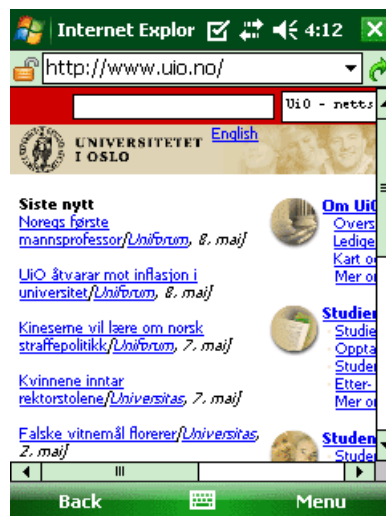 Internet Explor 4:12
http://www.uio.no/
UiO - netts
UNIVERSITETET
I OSLO
English
Siste nytt
Noregs første
mannsprofessor[Uniforum, 8. mai]
UiO åtvarar mot inflasjon i
universitet[Uniforum, 8. mai]
Kineserne vil lære om norsk
straffepolitikk[Uniforum, 7. mai]
Kvinnene inntar
rektorstolene[Universitas, 7. mai]
Falske vitnemål florerer[Universitas,
2. mai]
Om UiO
Overs
Ledige
Kart o
Mer o
Studier
Studie
Oppta
Studer
Etter-
Mer o
Studen
Studer
Back
Menu